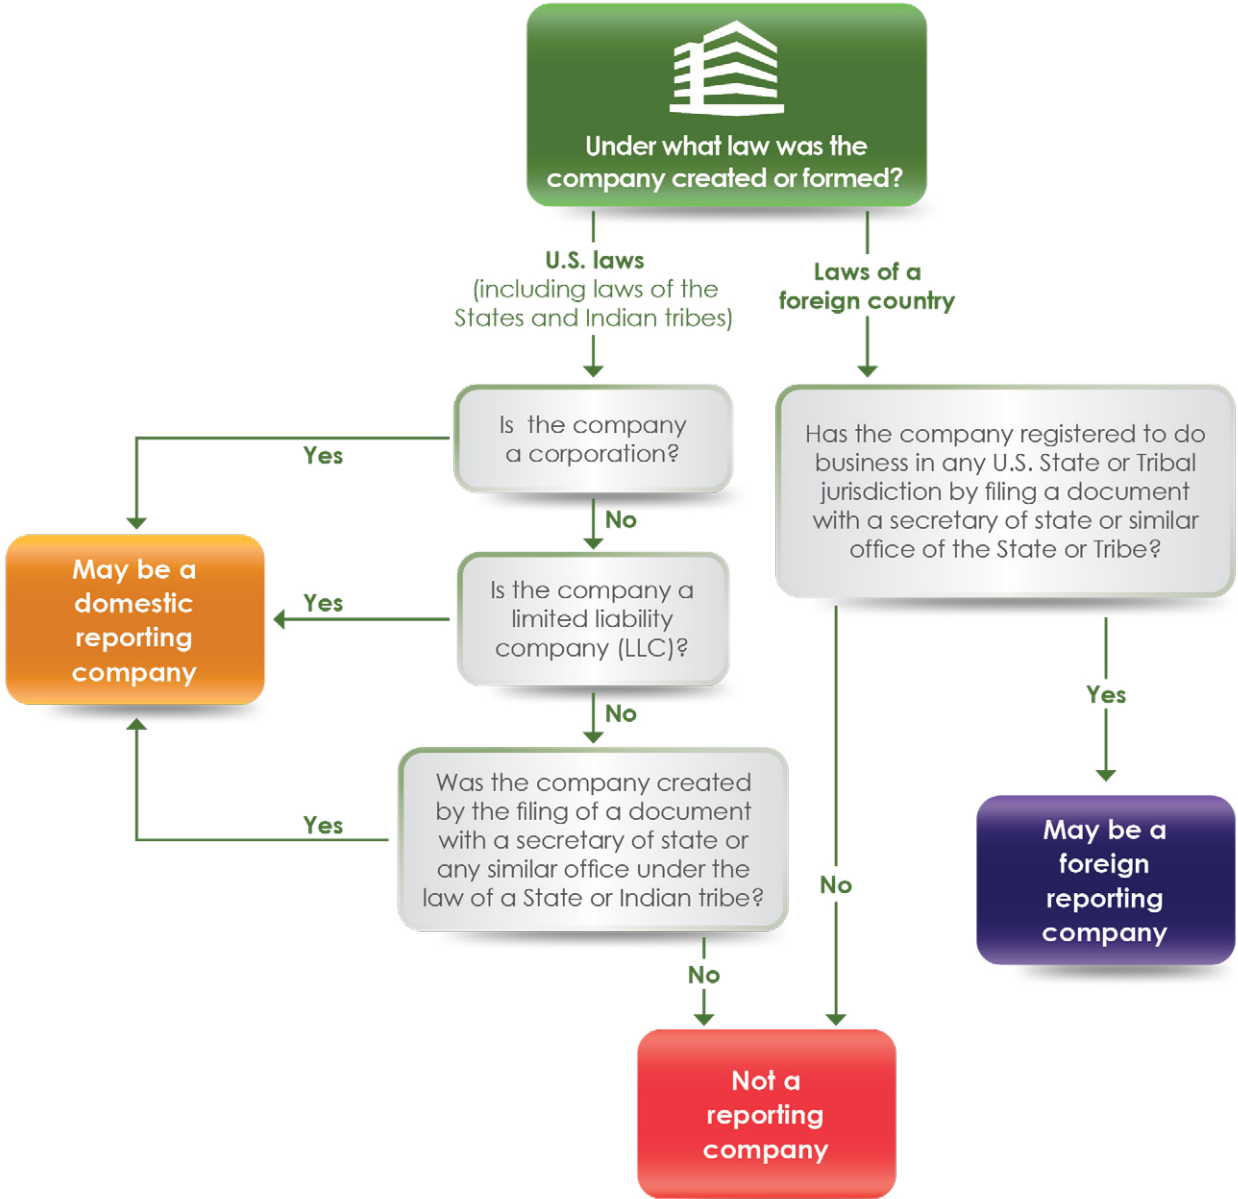 Under what law was the
company created or formed?
U.S. laws
(including laws of the
States and Indian tribes)
Laws of a
foreign country
Is the company
a corporation?
Yes
No
Has the company registered to do
business in any U.S. State or Tribal
jurisdiction by filing a document
with a secretary of state or similar
office of the State or Tribe?
May be a
domestic
reporting
company
Yes
Is the company a
limited liability
company (LLC)?
No
Yes
Was the company created
by the filing of a document
with a secretary of state or
any similar office under the
law of a State or Indian tribe?
Yes
No
No
May be a
foreign
reporting
company
Not a
reporting
company